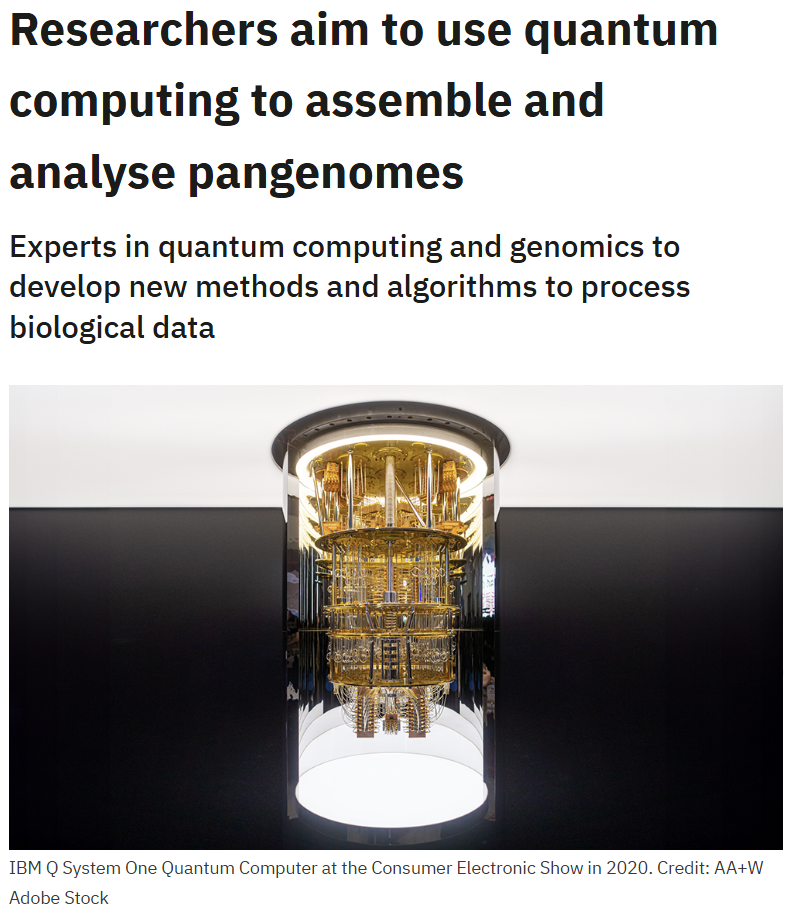 Researchers aim to use quantum
computing to assemble and
analyse pangenomes
Experts in quantum computing and genomics to
develop new methods and algorithms to process
biological data
IBM Q System One Quantum Computer at the Consumer Electronic Show in 2020. Credit: AA+W
Adobe Stock